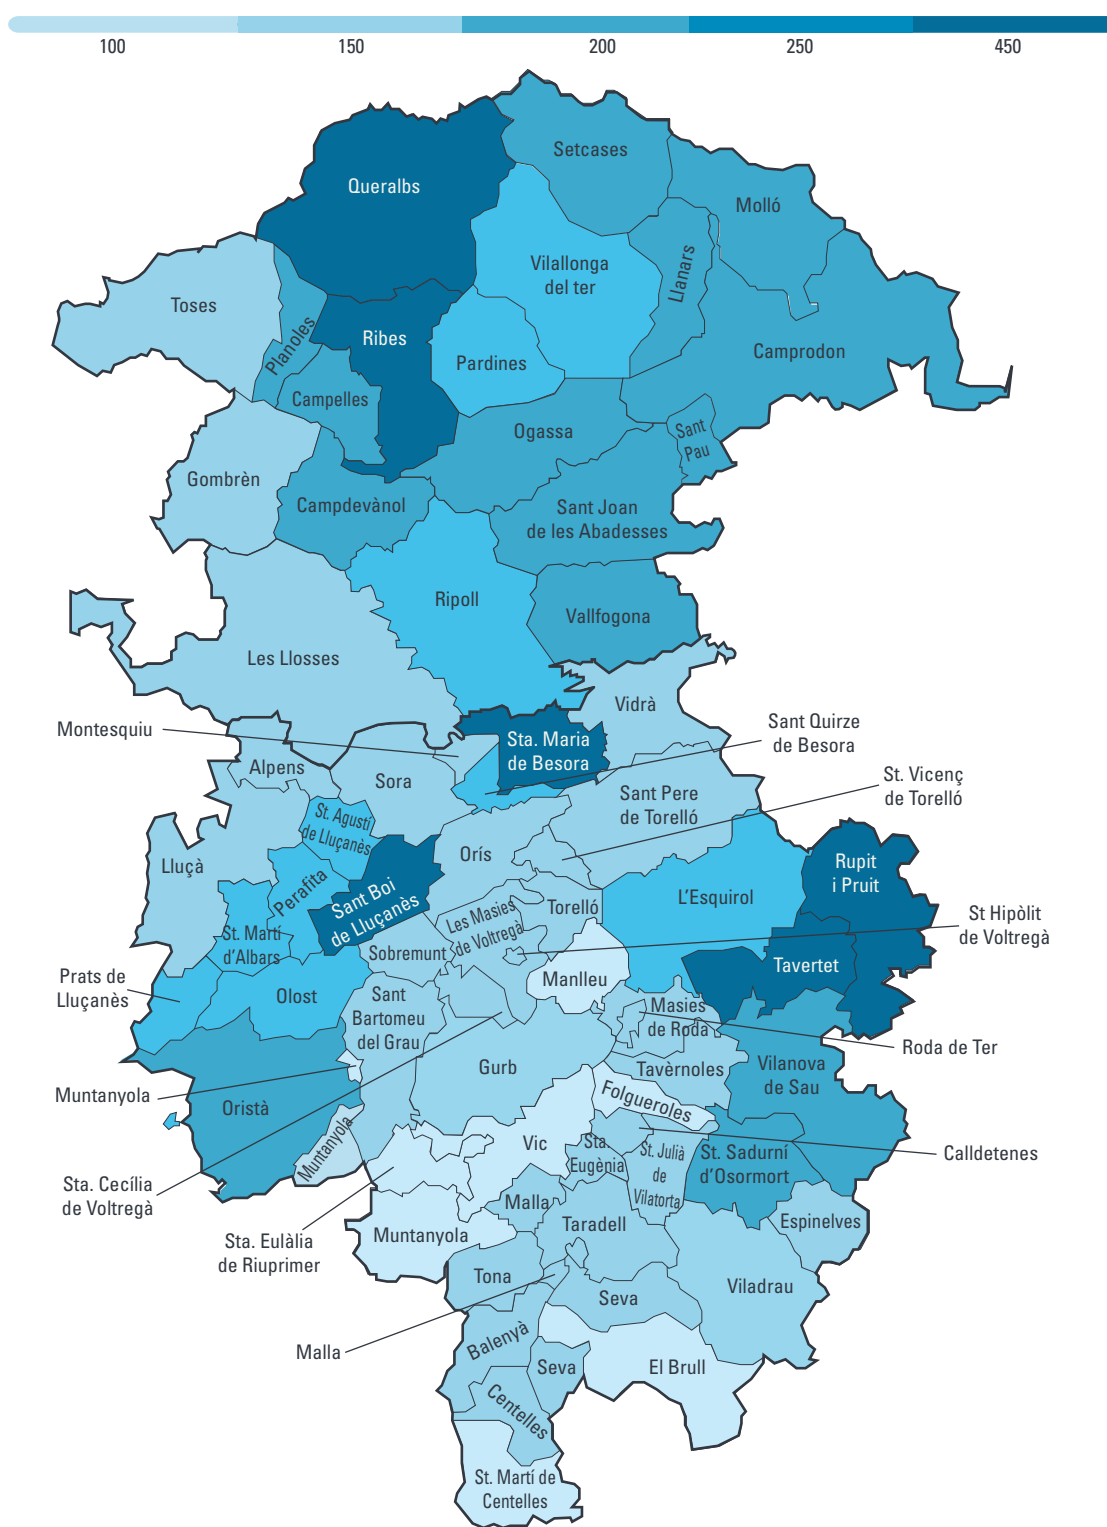 100
150
200
250
450
Setcases
Queralbs
Molló
Vilallonga
del ter
Llanars
Toses
Planoles
Ribes
Pardines
Camprodon
Campelles
Ogassa
Sant
Pau
Gombrèn
Campdevànol
Sant Joan
de les Abadesses
Ripoll
Vallfogona
Les Llosses
Vidrà
Montesquiu
Sta. Maria
de Besora
Sant Quirze
de Besora
Alpens
Sora
St. Vicenç
de Torelló
Sant Pere
de Torelló
St. Agustí
de Lluçanès
Orís
Lluçà
Rupit
i Pruit
Perafita
Sant Boi
de Lluçanès
L'Esquirol
Les Masies
de Voltregà
Torelló
St Hipòlit
de Voltregà
St. Martí
d'Albars
Sobremunt
Tavertet
Prats de
Lluçanès
Manlleu
Olost
Sant
Bartomeu
del Grau
Masies
de Roda
Roda de Ter
Gurb
Tavèrnoles
Vilanova
de Sau
Muntanyola
Oristà
Folgueroles
Muntanyola
Vic
Sta.
Eugènia
St. Julià
de
Vilatorta
St. Sadurní
d'Osormort
Calldetenes
Sta. Cecília
de Voltregà
Malla
Taradell
Espinelves
Sta. Eulàlia
de Riuprimer
Muntanyola
Tona
Seva
Viladrau
Malla
Balenyà
Seva
El Brull
Centelles
St. Martí de
Centelles